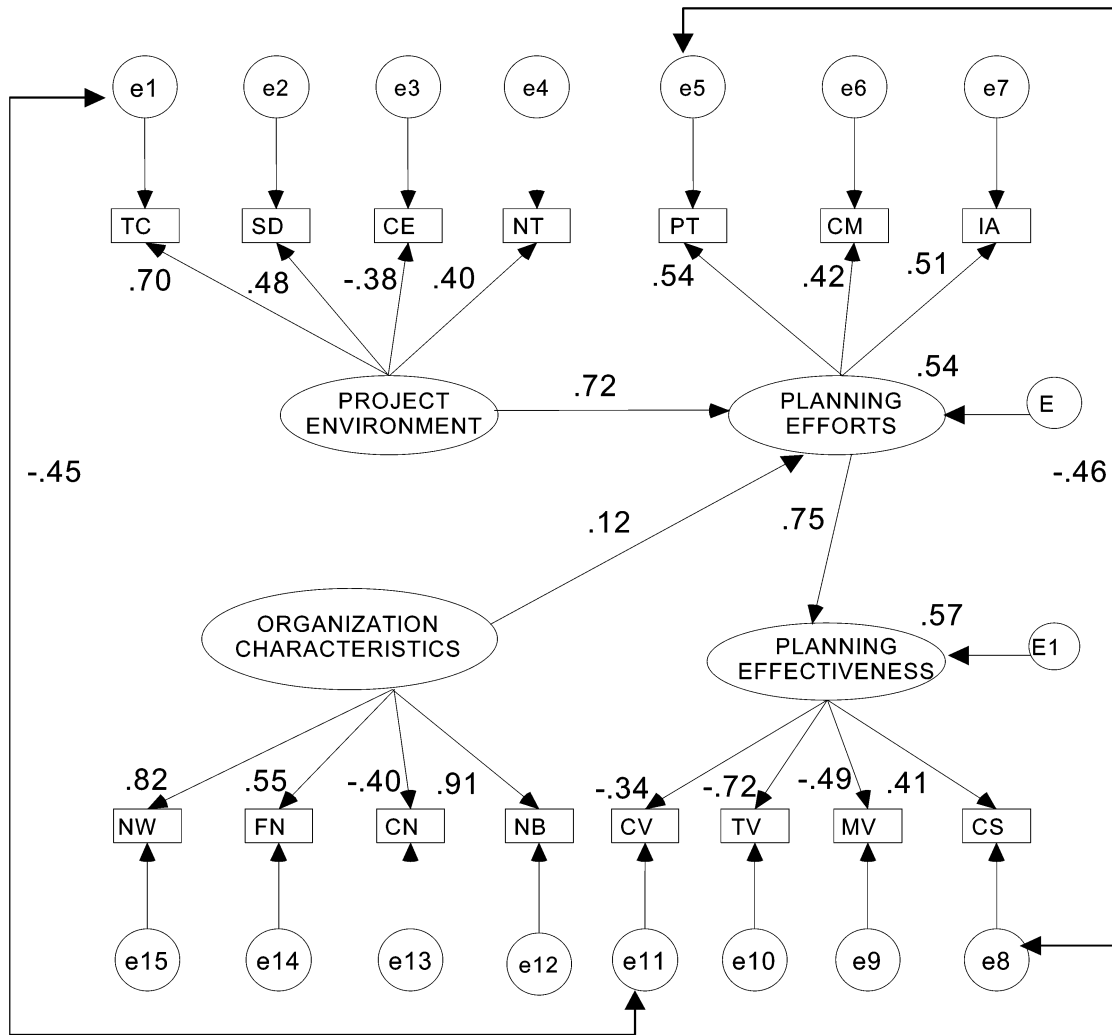 e1
e2
e3
e4
e5
e6
e7
TC
SD
CE
NT
PT
CM
IA
.70
.48
-.38
.40
.54
.42
.51
.54
.72
PROJECT
ENVIRONMENT
PLANNING
EFFORTS
E
-.45
-.46
.12
.75
ORGANIZATION
CHARACTERISTICS
.57
PLANNING
EFFECTIVENESS
E1
.82
.55
-.40
.91
-.34
-.72
-.49
.41
NW
FN
CN
NB
CV
TV
MV
CS
e15
e14
e13
e12
e11
e10
e9
e8